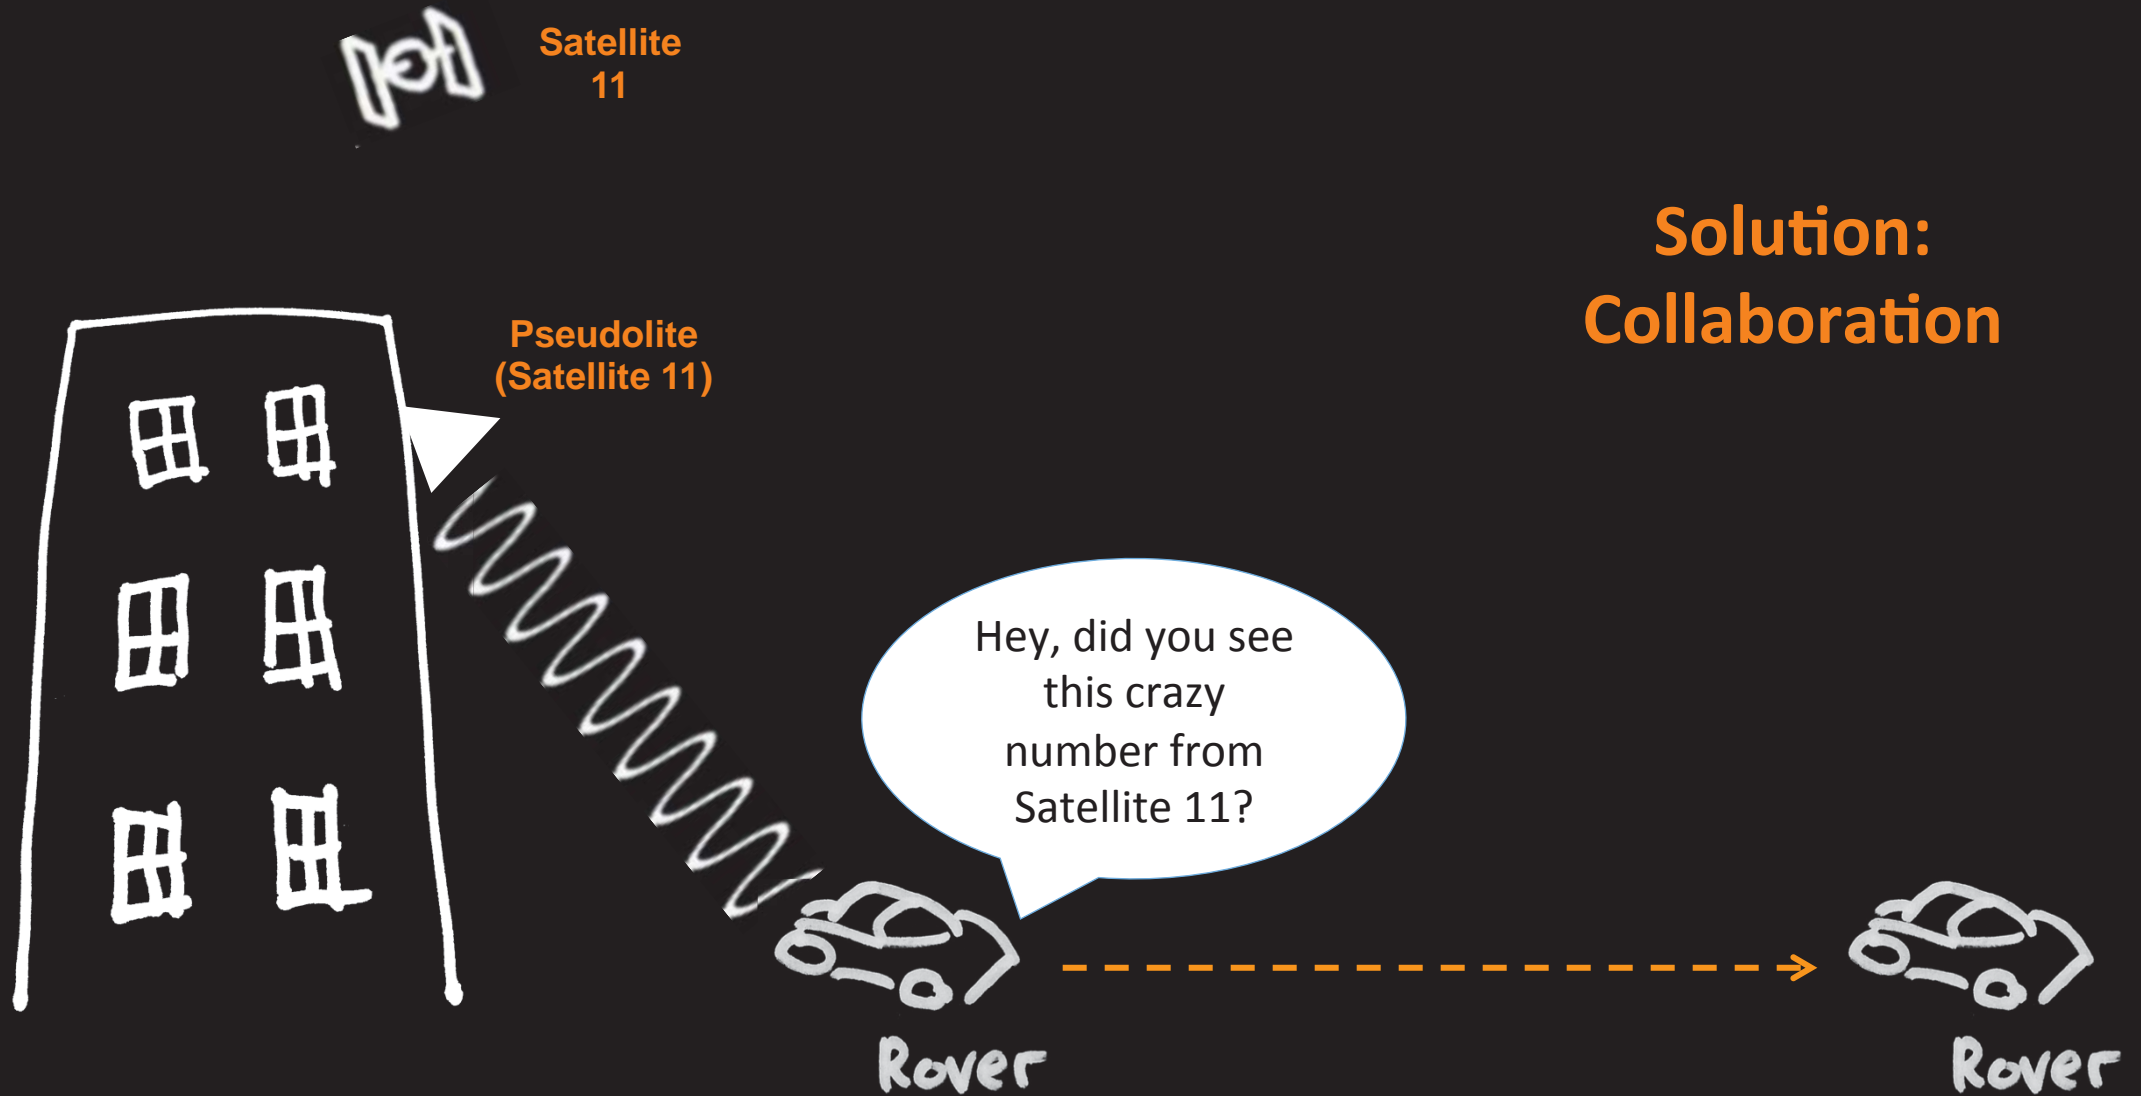 Satellite
11
Solution:
Collaboration
Pseudolite
(Satellite 11)
Hey, did you see
this crazy
number from
Satellite 11?
Rover
Rover